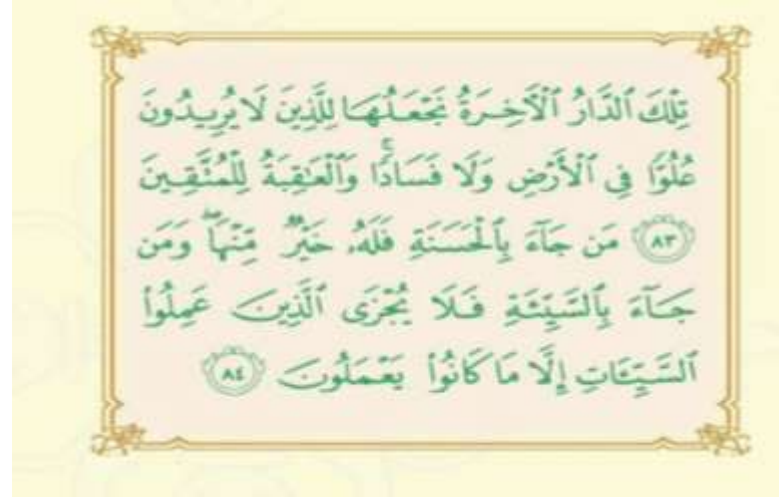 تِلْكَ ٱلدَّارُ ٱلْأَخِرَةُ نَجْعَلُهَا لِلَّذِينَ لَا يُرِيدُونَ
عُلُوًّا فِى ٱلْأَرْضِ وَلَا فَسَادًا ۚ وَٱلْعَـٰقِبَةُ لِلْمُتَّقِينَ
﴿٨٣﴾ مَن جَآءَ بِٱلْحَسَنَةِ فَلَهُۥ خَيْرٌ مِّنْهَا ۖ وَمَن
جَآءَ بِٱلسَّيِّئَةِ فَلَا يُجْزَى ٱلَّذِينَ عَمِلُوا۟
ٱلسَّيِّـَٔاتِ إِلَّا مَا كَانُوا۟ يَعْمَلُونَ ﴿٨٤﴾